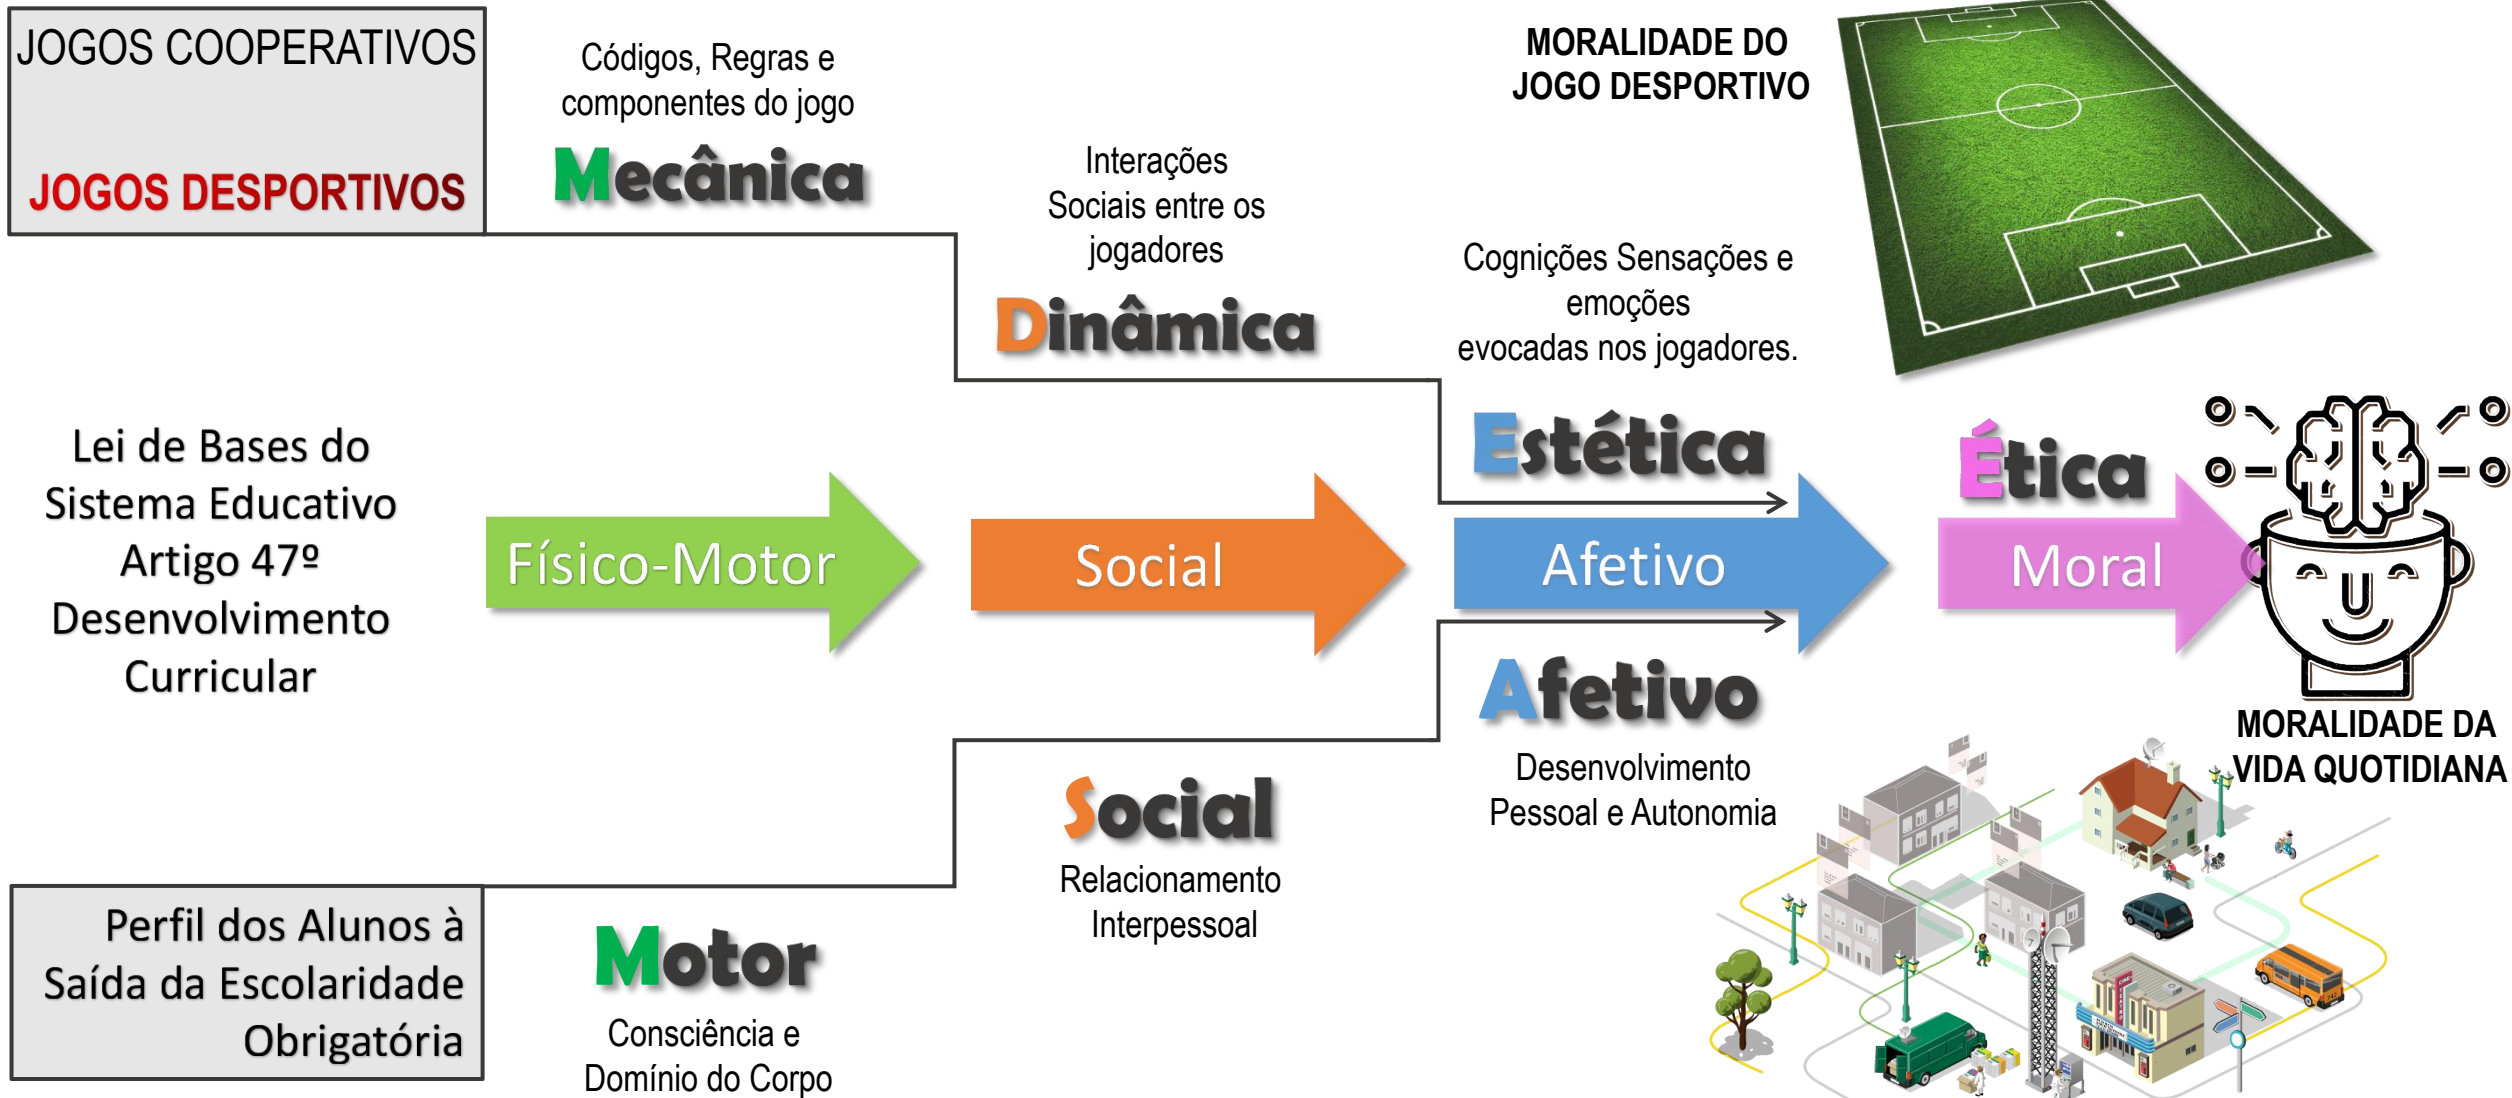 JOGOS COOPERATIVOS
JOGOS DESPORTIVOS
Códigos, Regras e
componentes do jogo
Mecânica
Interações
Sociais entre os
jogadores
Dinâmica
Cognições Sensações e
emoções
evocadas nos jogadores.
Estética
MORALIDADE DO
JOGO DESPORTIVO
Ética
Lei de Bases do
Sistema Educativo
Artigo 47º
Desenvolvimento
Curricular
Físico-Motor
Social
Afetivo
Moral
Perfil dos Alunos à
Saída da Escolaridade
Obrigatória
Motor
Consciência e
Domínio do Corpo
Social
Relacionamento
Interpessoal
Afetivo
Desenvolvimento
Pessoal e Autonomia
MORALIDADE DA
VIDA QUOTIDIANA